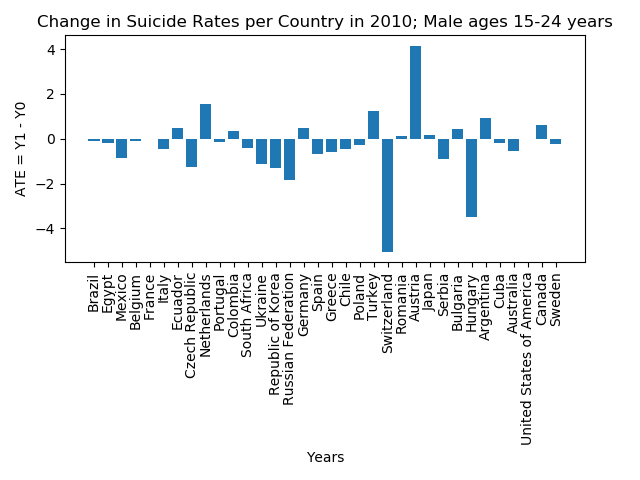 Change in Suicide Rates per Country in 2010; Male ages 15-24 years
ATE = Y1 - Y0
4
2
0
−2
−4
Brazil
Egypt
Mexico
Belgium
France
Italy
Ecuador
Czech Republic
Netherlands
Portugal
Colombia
South Africa
Ukraine
Republic of Korea
Russian Federation
Germany
Spain
Greece
Chile
Poland
Turkey
Switzerland
Romania
Austria
Japan
Serbia
Bulgaria
Hungary
Argentina
Cuba
Australia
United States of America
Canada
Sweden
Years